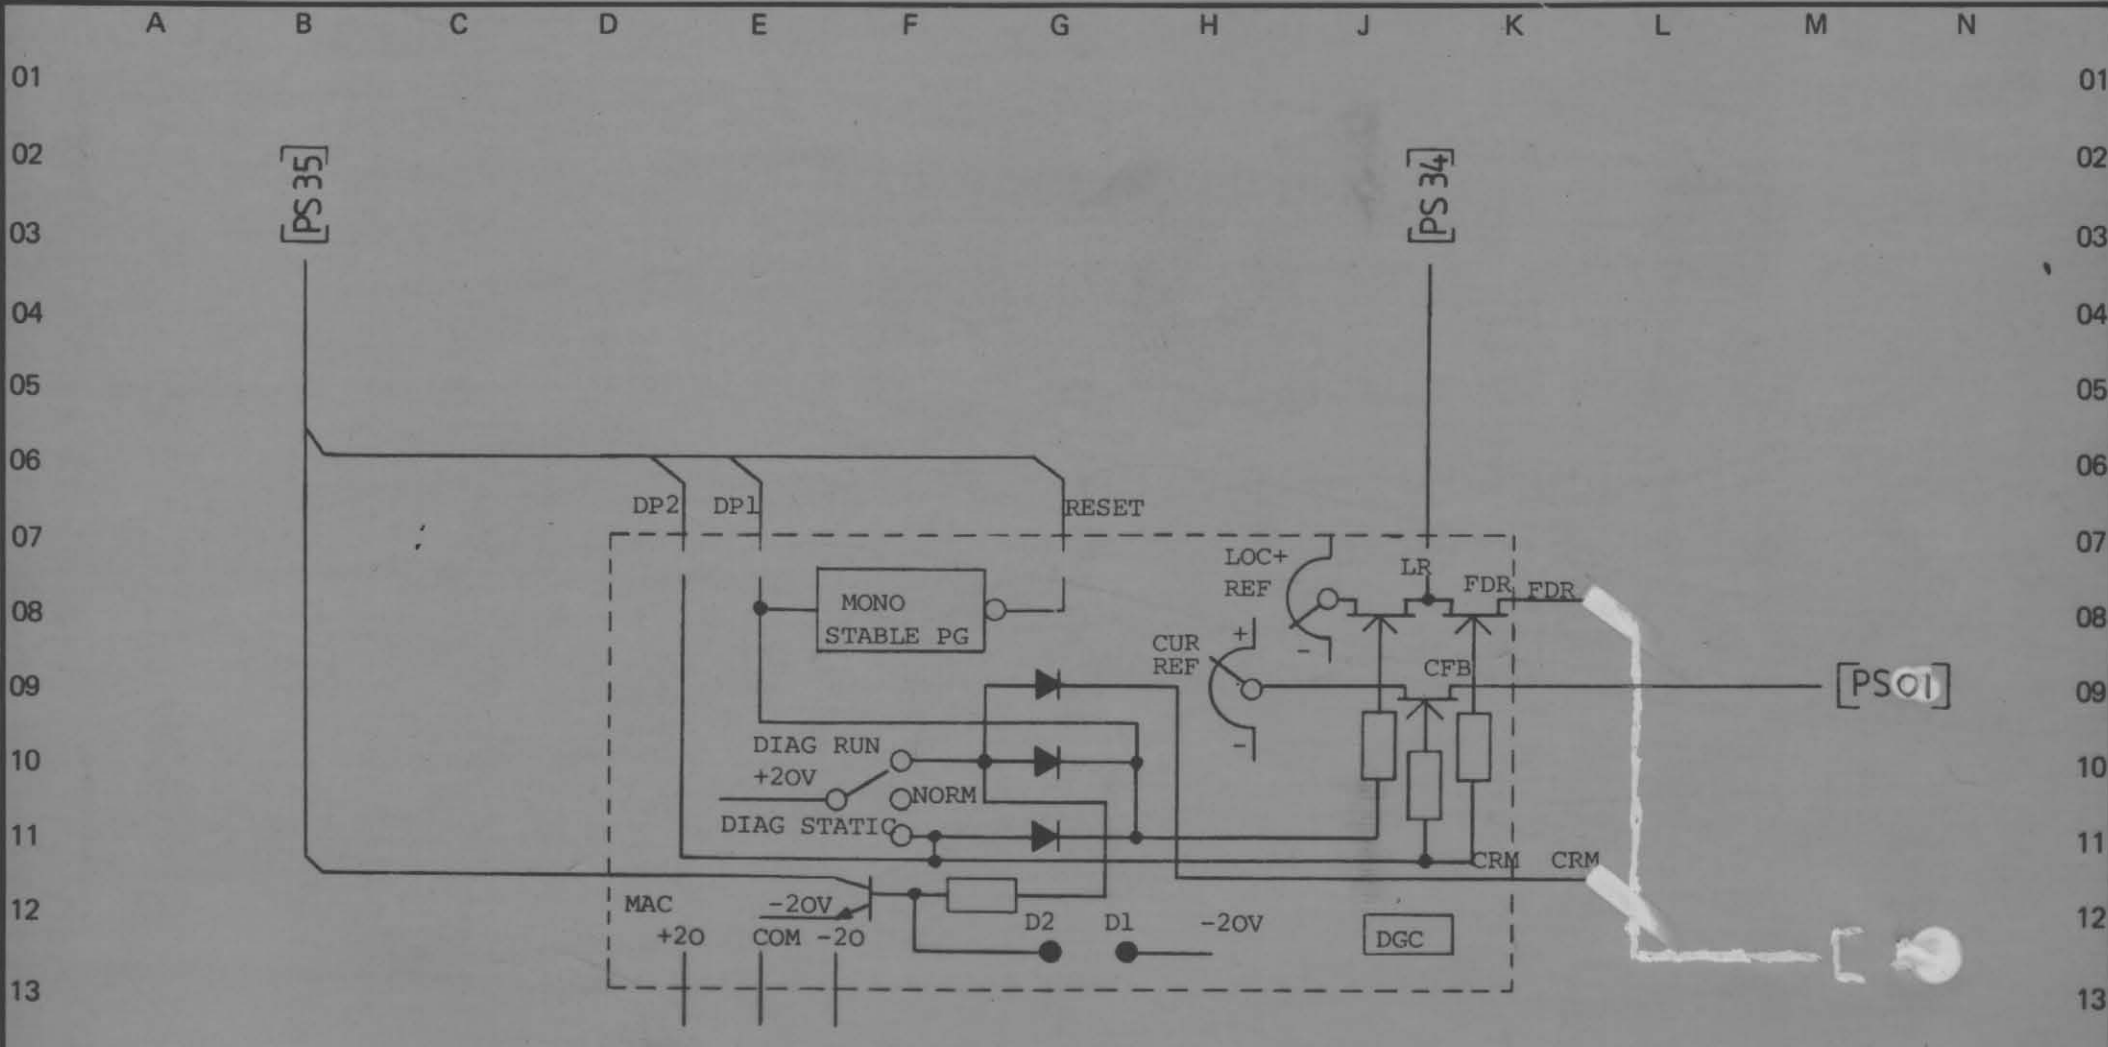 A B C D E F G H J K L M N
01 01
02 02
[PS 35] [PS 34]
03 03
04 04
05 05
06 06
DP2 DP1 RESET
07 07
LOC+
REF
LR
FDR FDR
MONO
STABLE PG
08 08
CUR
REF
+
-
CFB
09 [PS01] 09
DIAG RUN
-
10 10
+20V
NORM
DIAG STATIC
11 11
CRM CRM
MAC -20V
12 12
D2 D1 -20V
+20 COM -20
DGC
[
13 13